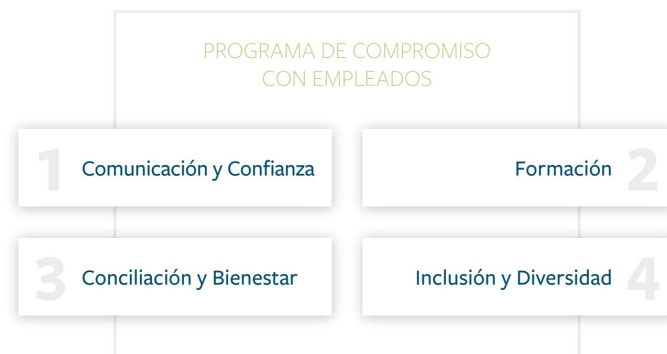 PROGRAMA DE COMPROMISO
CON EMPLEADOS
1 Comunicación y Confianza
Formación 2
3 Conciliación y Bienestar
Inclusión y Diversidad 4